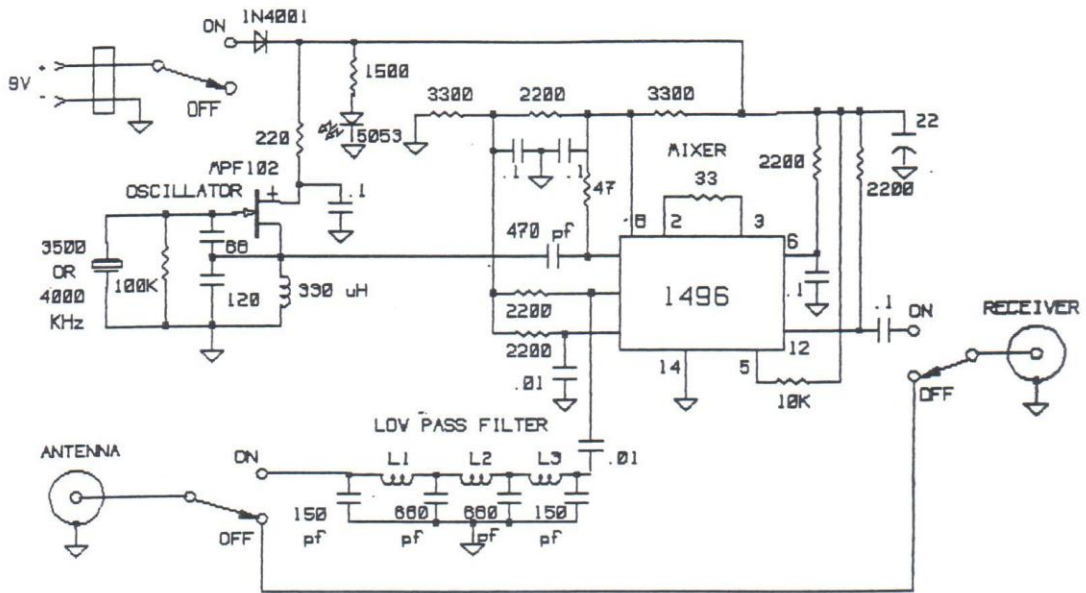 1N4001
ON
9V
+
-
OFF
1500
5053
220
3300
2200
3300
22
MIXER
.1
.1
47
33
2200
2200
MPF102
OSCILLATOR
+
.1
470 pf
8
2
3
6
3500
OR
4000
KHz
100K
68
120
330 uH
1496
.1
.1
ON
RECEIVER
2200
2200
12
14
5
.01
10K
OFF
LOW PASS FILTER
.01
ANTENNA
ON
L1
L2
L3
OFF
150
pf
660
pf
660
pf
150
pf